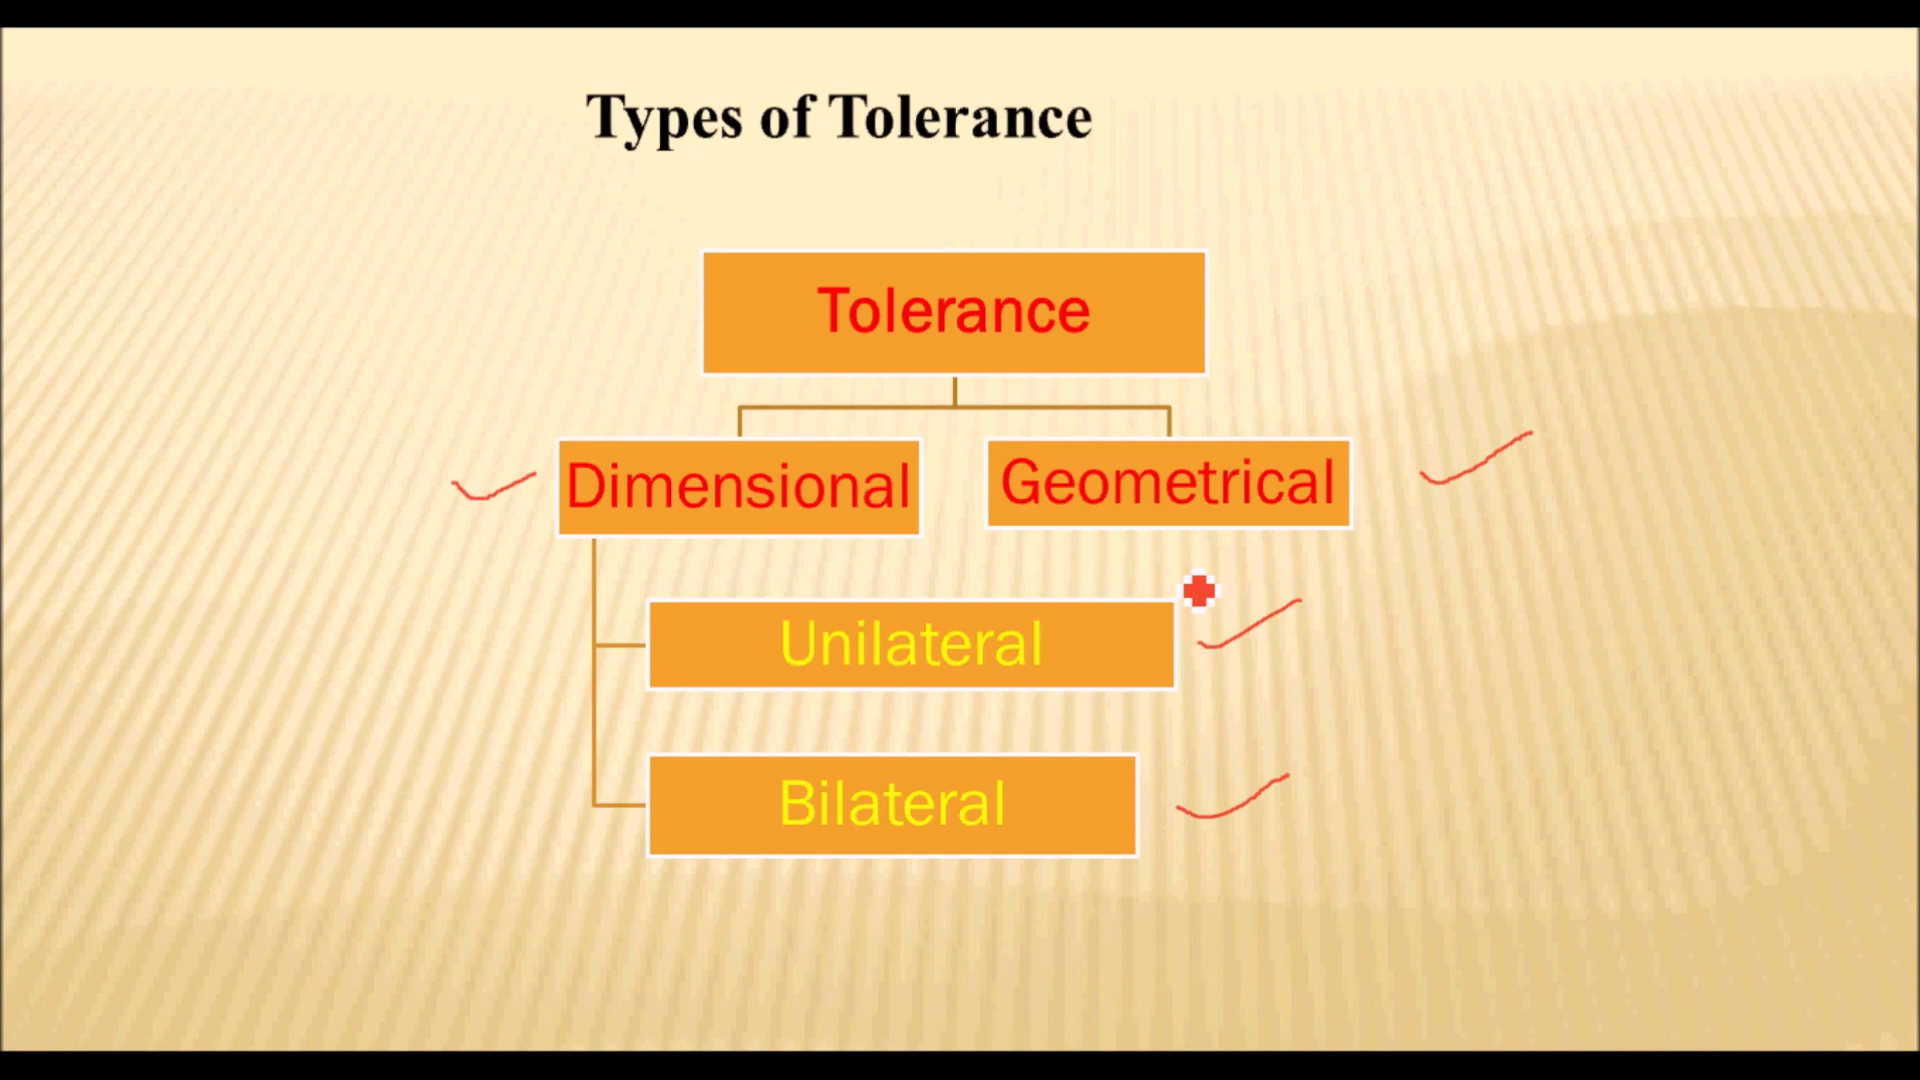 Types of Tolerance
Tolerance
Dimensional
Geometrical
Unilateral
Bilateral